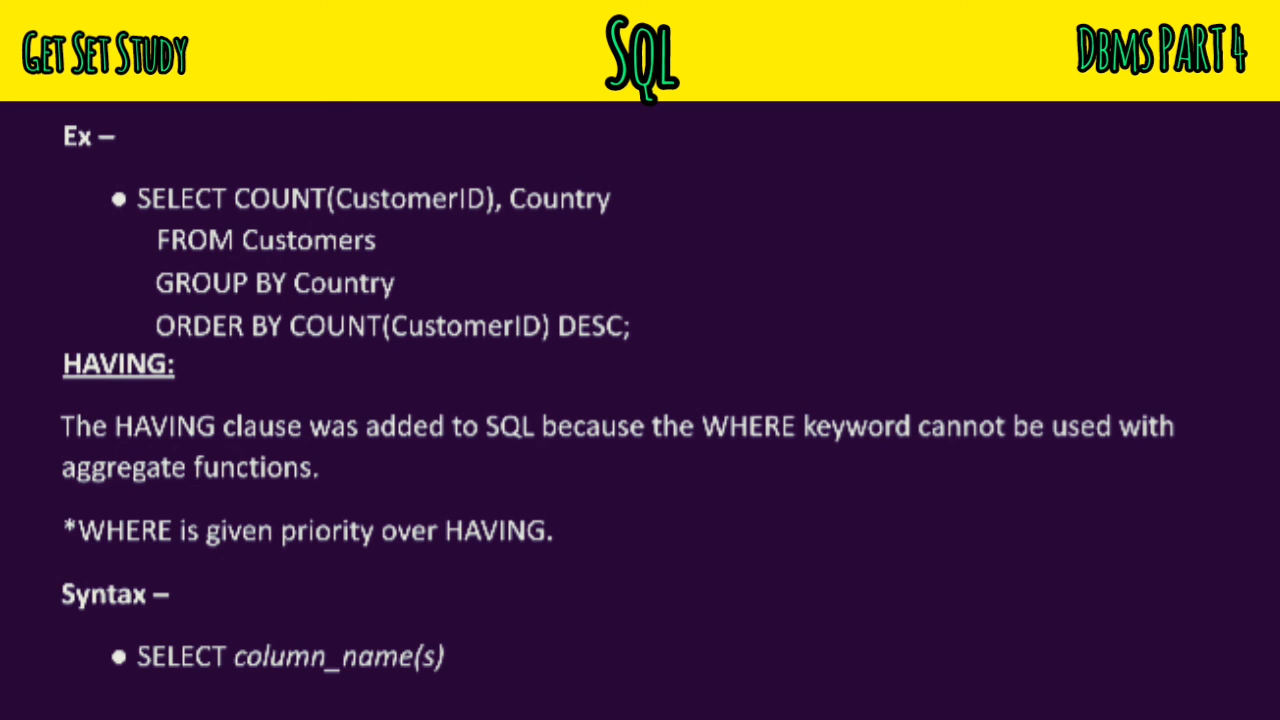 Get Set Study
Sql
Dbms PART 4
Ex –
● SELECT COUNT(CustomerID), Country
FROM Customers
GROUP BY Country
ORDER BY COUNT(CustomerID) DESC;
HAVING:
The HAVING clause was added to SQL because the WHERE keyword cannot be used with
aggregate functions.
*WHERE is given priority over HAVING.
Syntax –
● SELECT column_name(s)